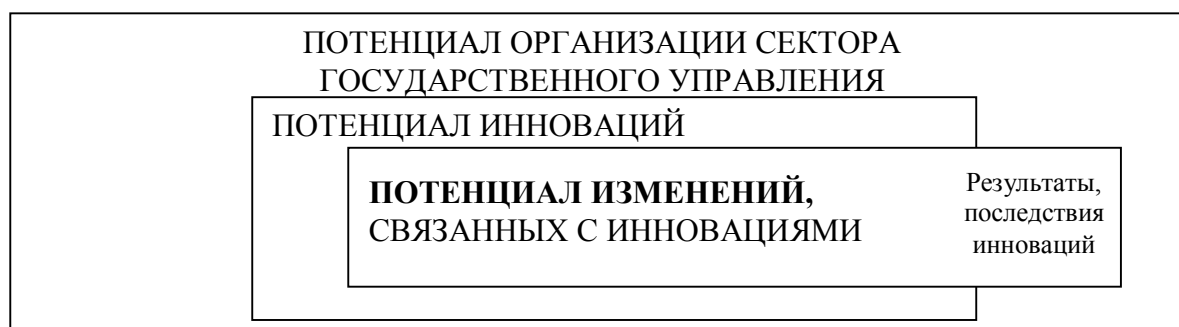 ПОТЕНЦИАЛ ОРГАНИЗАЦИИ СЕКТОРА
ГОСУДАРСТВЕННОГО УПРАВЛЕНИЯ
ПОТЕНЦИАЛ ИННОВАЦИЙ
ПОТЕНЦИАЛ ИЗМЕНЕНИЙ,
СВЯЗАННЫХ С ИННОВАЦИЯМИ
Результаты,
последствия
инноваций